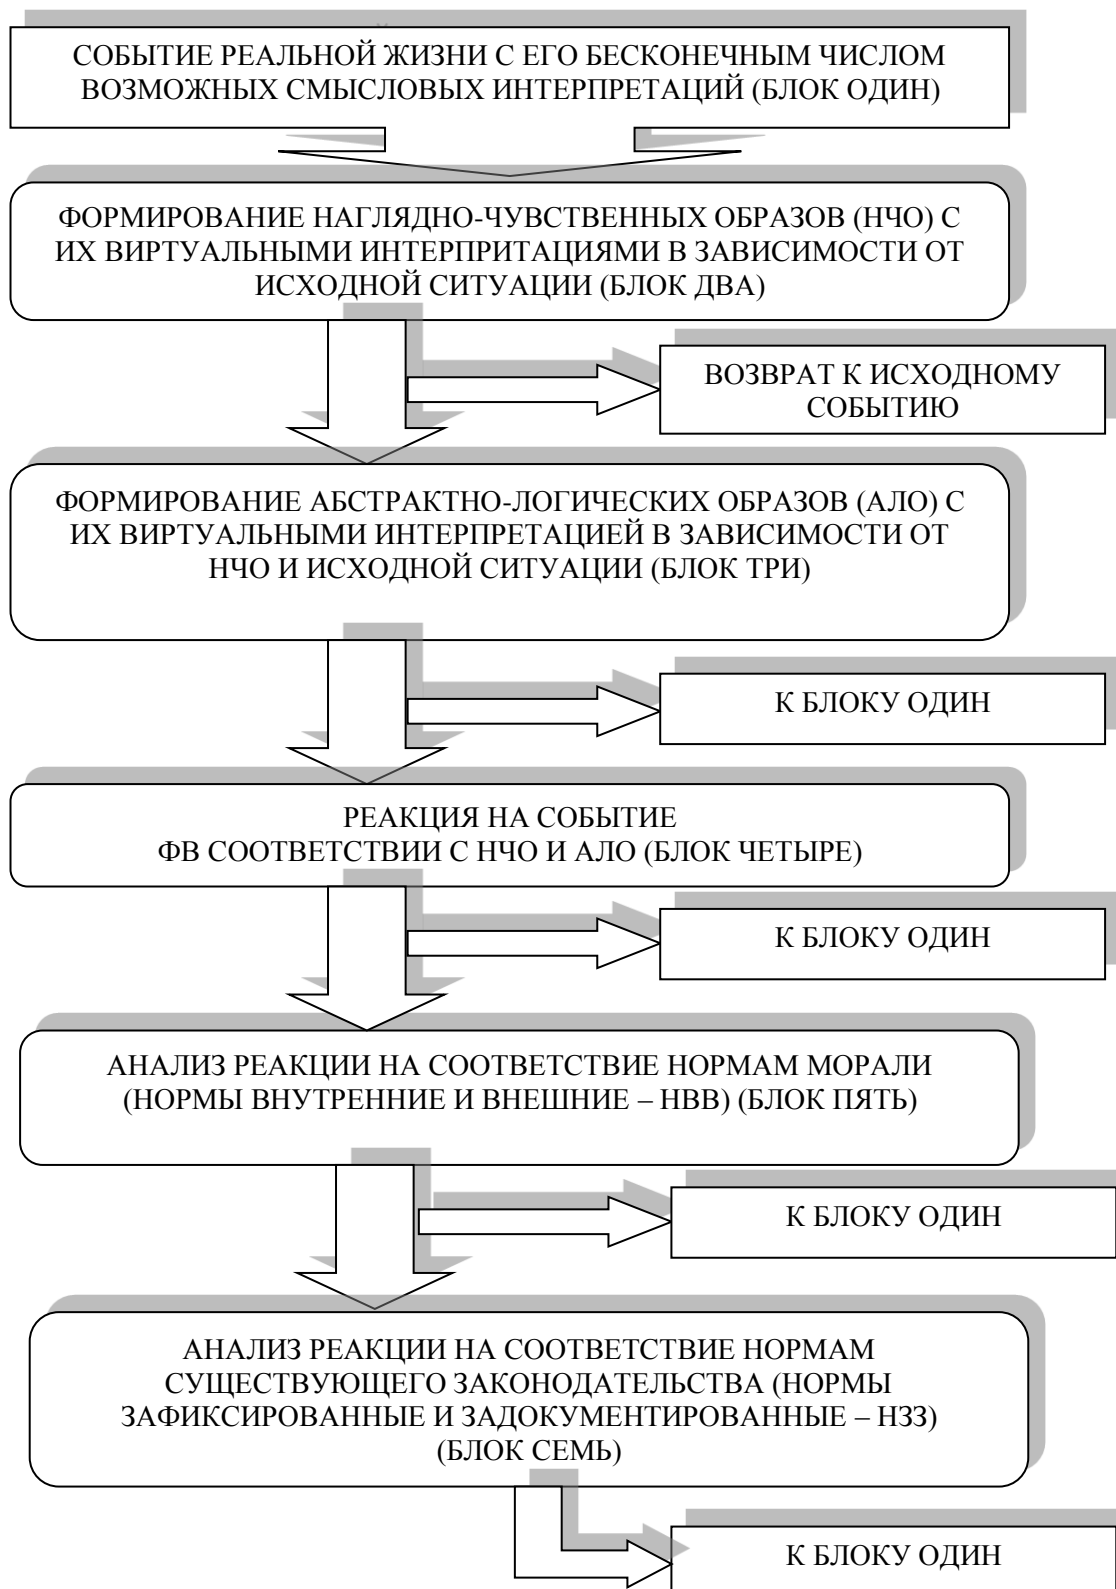 СОБЫТИЕ РЕАЛЬНОЙ ЖИЗНИ С ЕГО БЕСКОНЕЧНЫМ ЧИСЛОМ
ВОЗМОЖНЫХ СМЫСЛОВЫХ ИНТЕРПРЕТАЦИЙ (БЛОК ОДИН)
ФОРМИРОВАНИЕ НАГЛЯДНО-ЧУВСТВЕННЫХ ОБРАЗОВ (НЧО) С
ИХ ВИРТУАЛЬНЫМИ ИНТЕРПРИТАЦИЯМИ В ЗАВИСИМОСТИ ОТ
ИСХОДНОЙ СИТУАЦИИ (БЛОК ДВА)
ВОЗВРАТ К ИСХОДНОМУ
СОБЫТИЮ
ФОРМИРОВАНИЕ АБСТРАКТНО-ЛОГИЧЕСКИХ ОБРАЗОВ (АЛО) С
ИХ ВИРТУАЛЬНЫМИ ИНТЕРПРЕТАЦИЕЙ В ЗАВИСИМОСТИ ОТ
НЧО И ИСХОДНОЙ СИТУАЦИИ (БЛОК ТРИ)
К БЛОКУ ОДИН
РЕАКЦИЯ НА СОБЫТИЕ
ФВ СООТВЕТСТВИИ С НЧО И АЛО (БЛОК ЧЕТЫРЕ)
К БЛОКУ ОДИН
АНАЛИЗ РЕАКЦИИ НА СООТВЕТСТВИЕ НОРМАМ МОРАЛИ
(НОРМЫ ВНУТРЕННИЕ И ВНЕШНИЕ – НВВ) (БЛОК ПЯТЬ)
К БЛОКУ ОДИН
АНАЛИЗ РЕАКЦИИ НА СООТВЕТСТВИЕ НОРМАМ
СУЩЕСТВУЮЩЕГО ЗАКОНОДАТЕЛЬСТВА (НОРМЫ
ЗАФИКСИРОВАННЫЕ И ЗАДОКУМЕНТИРОВАННЫЕ – НЗЗ)
(БЛОК СЕМЬ)
К БЛОКУ ОДИН